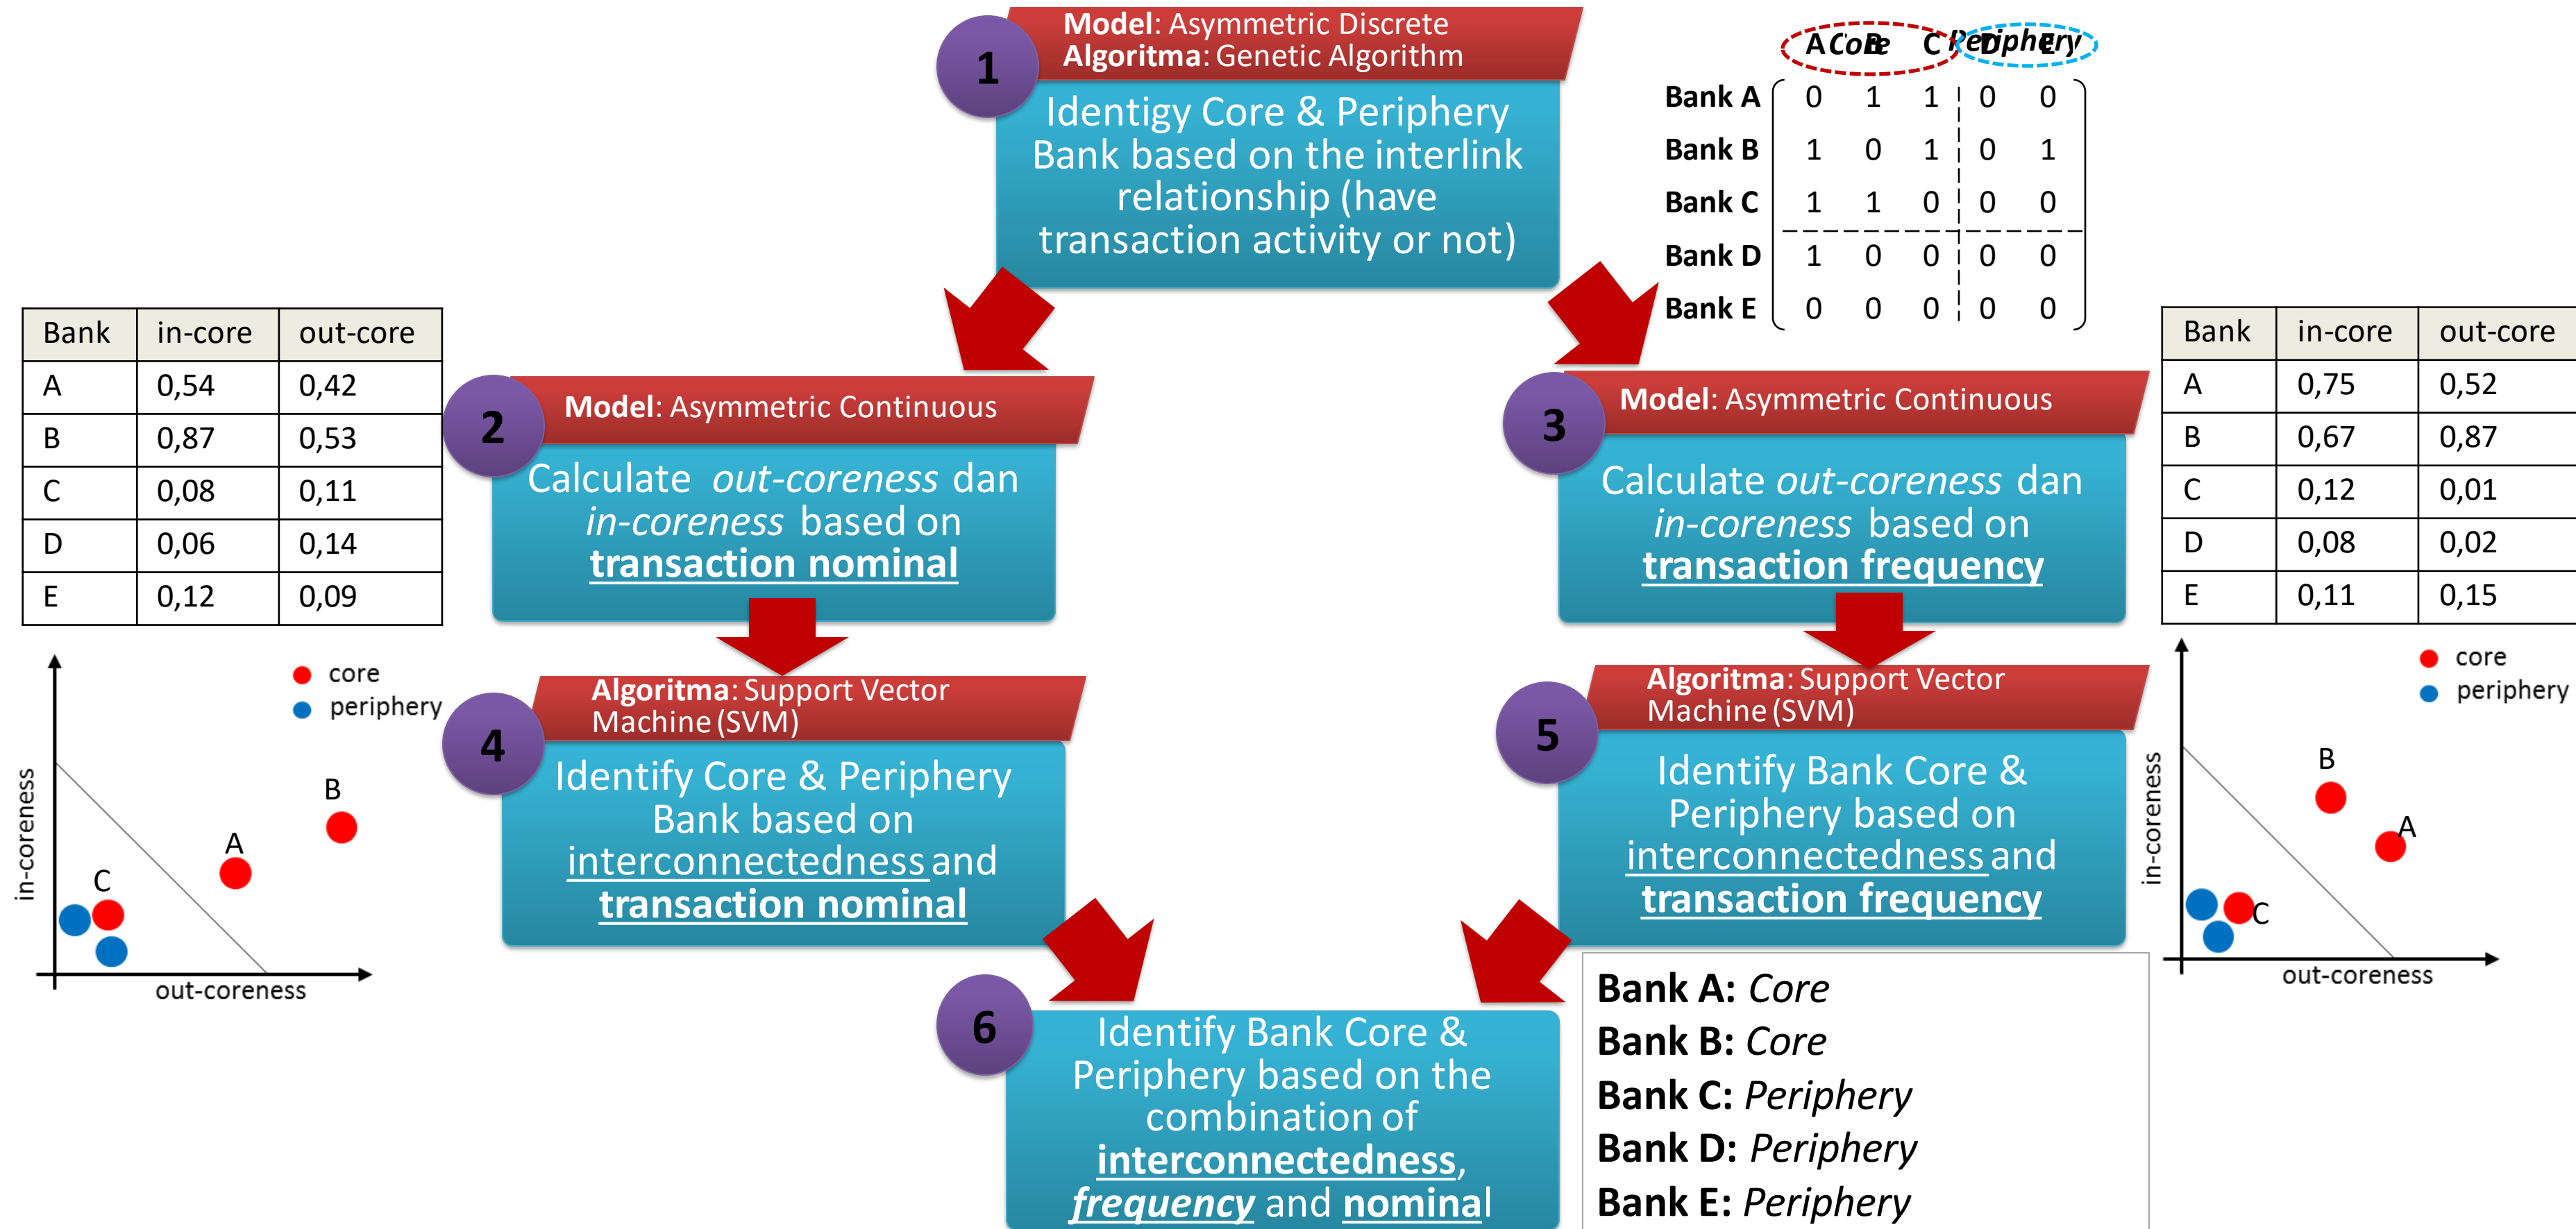 1
Model: Asymmetric Discrete
Algoritma: Genetic Algorithm
Identigy Core & Periphery
Bank based on the interlink
relationship (have
transaction activity or not)
Core Periphery
A B C D E
Bank A 0 1 1 0 0
Bank B 1 0 1 0 1
Bank C 1 1 0 0 0
Bank D 1 0 0 0 0
Bank E 0 0 0 0 0
Bank in-core out-core
A 0,54 0,42
B 0,87 0,53
C 0,08 0,11
D 0,06 0,14
E 0,12 0,09
2
Model: Asymmetric Continuous
Calculate out-coreness dan
in-coreness based on
transaction nominal
3
Model: Asymmetric Continuous
Calculate out-coreness dan
in-coreness based on
transaction frequency
Bank in-core out-core
A 0,75 0,52
B 0,67 0,87
C 0,12 0,01
D 0,08 0,02
E 0,11 0,15
core
periphery
in-coreness
B
A
C
out-coreness
4
Algoritma: Support Vector
Machine (SVM)
Identify Core & Periphery
Bank based on
interconnectedness and
transaction nominal
5
Algoritma: Support Vector
Machine (SVM)
Identify Bank Core &
Periphery based on
interconnectedness and
transaction frequency
core
periphery
in-coreness
B
A
C
out-coreness
6
Identify Bank Core &
Periphery based on the
combination of
interconnectedness,
frequency and nominal
Bank A: Core
Bank B: Core
Bank C: Periphery
Bank D: Periphery
Bank E: Periphery